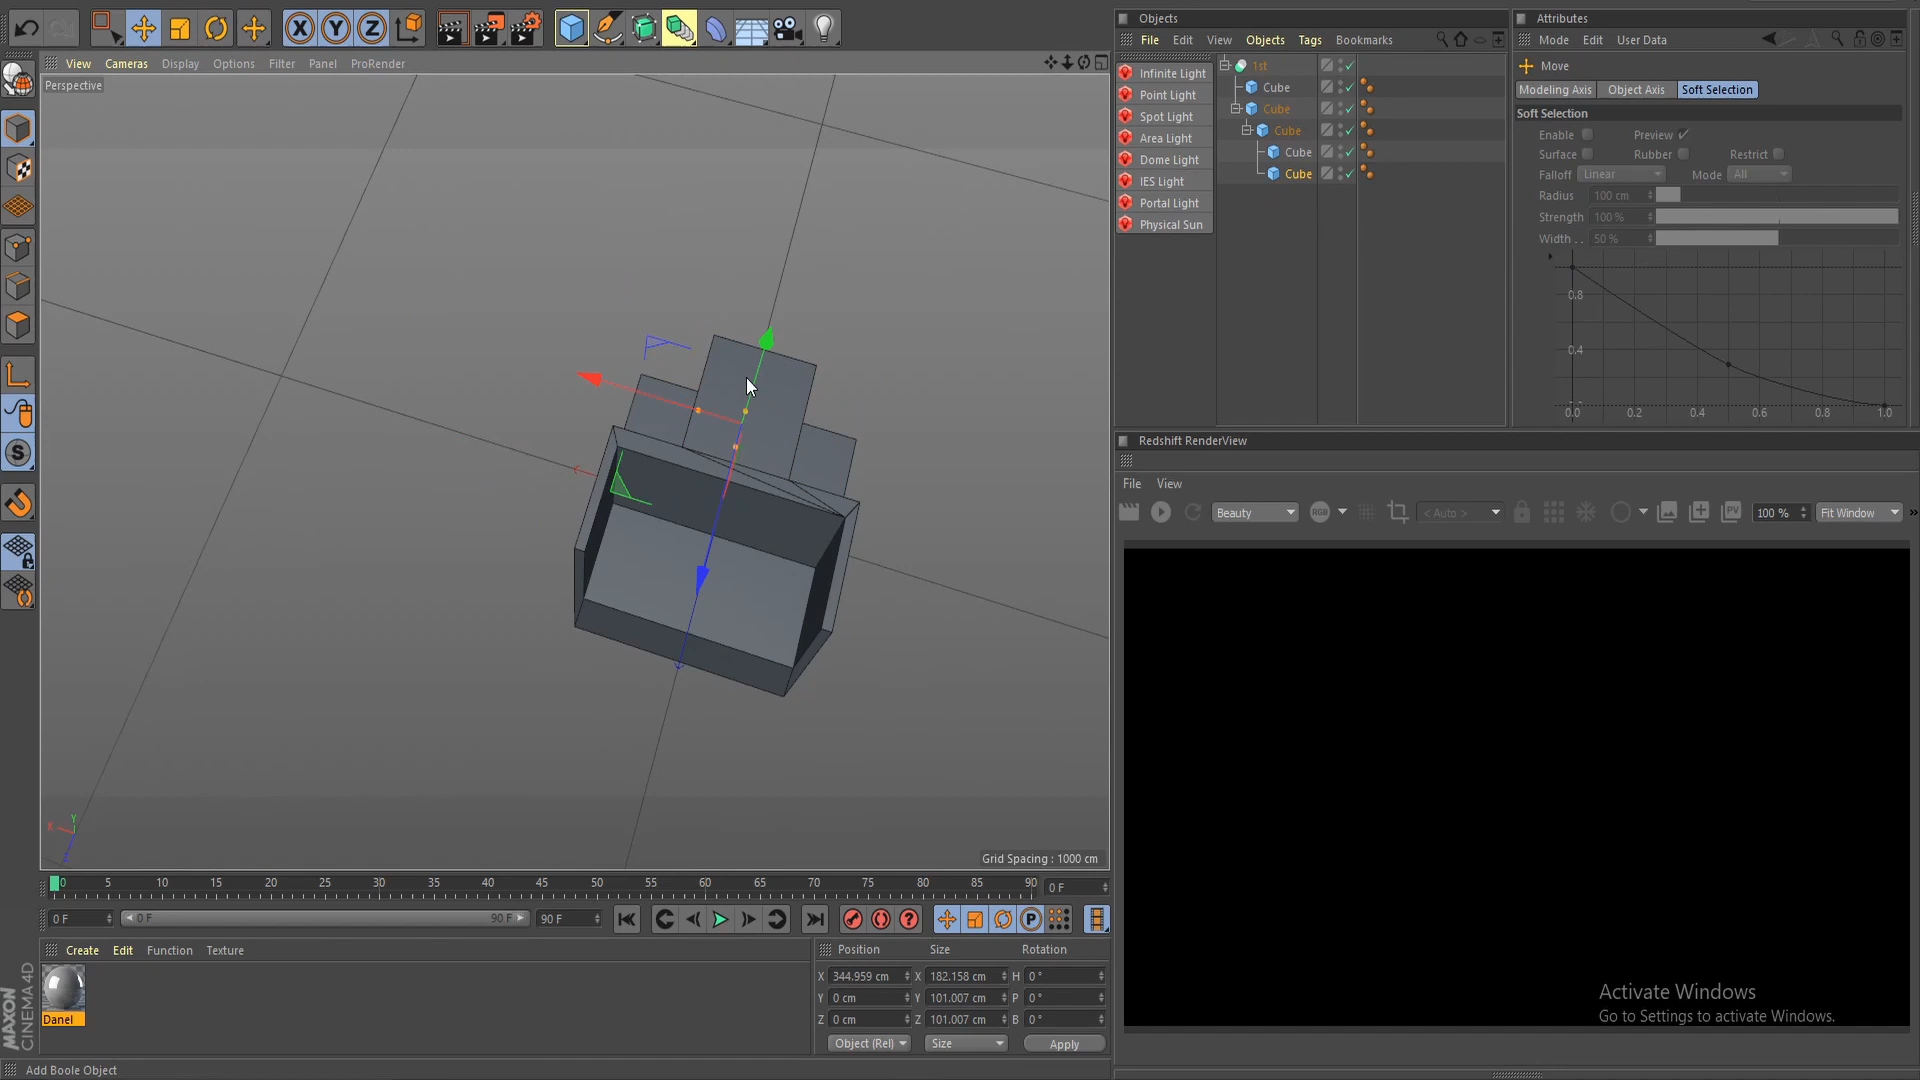 Objects
Attributes
File Edit View Objects Tags Bookmarks
Mode Edit User Data
View Cameras Display Options Filter Panel ProRender
Perspective
Infinite Light
Point Light
Spot Light
Area Light
Dome Light
IES Light
Portal Light
Physical Sun
1st
Cube
Cube
Cube
Cube
Cube
Move
Modeling Axis Object Axis Soft Selection
Soft Selection
Enable Preview
Surface Rubber Restrict
Falloff Linear Mode All
Radius 100 cm
Strength 100 %
Width . . 50 %
0.8
0.4
0.0 0.2 0.4 0.6 0.8 1.0
Redshift RenderView
File View
Beauty RGB < Auto > PV 100 % Fit Window
X Y Z
Grid Spacing : 1000 cm
0 5 10 15 20 25 30 35 40 45 50 55 60 65 70 75 80 85 90 0 F
0 F 0 F 90 F 90 F
Create Edit Function Texture
Danel
Position Size Rotation
X 344.959 cm X 182.158 cm H 0 °
Y 0 cm Y 101.007 cm P 0 °
Z 0 cm Z 101.007 cm B 0 °
Object (Rel) Size Apply
MAXON
CINEMA 4D
Add Boole Object
Activate Windows
Go to Settings to activate Windows.